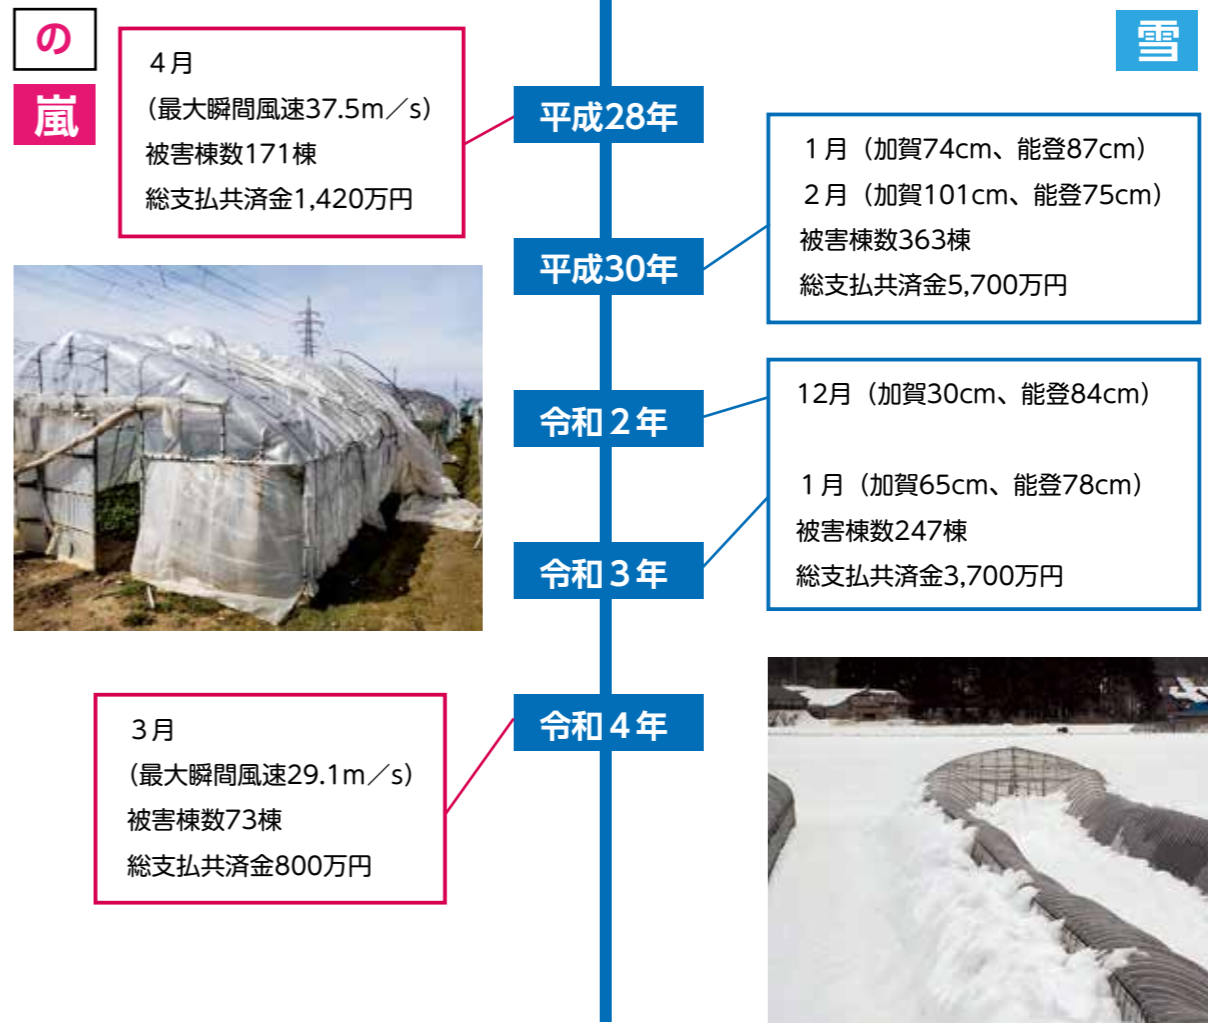 の
嵐
4月
(最大瞬間風速37.5m／s)
被害棟数171棟
総支払共済金1,420万円
雪
平成28年
平成30年
1月（加賀74cm、能登87cm）
2月（加賀101cm、能登75cm）
被害棟数363棟
総支払共済金5,700万円
令和２年
12月（加賀30cm、能登84cm）
令和３年
1月（加賀65cm、能登78cm）
被害棟数247棟
総支払共済金3,700万円
令和４年
3月
(最大瞬間風速29.1m／s)
被害棟数73棟
総支払共済金800万円